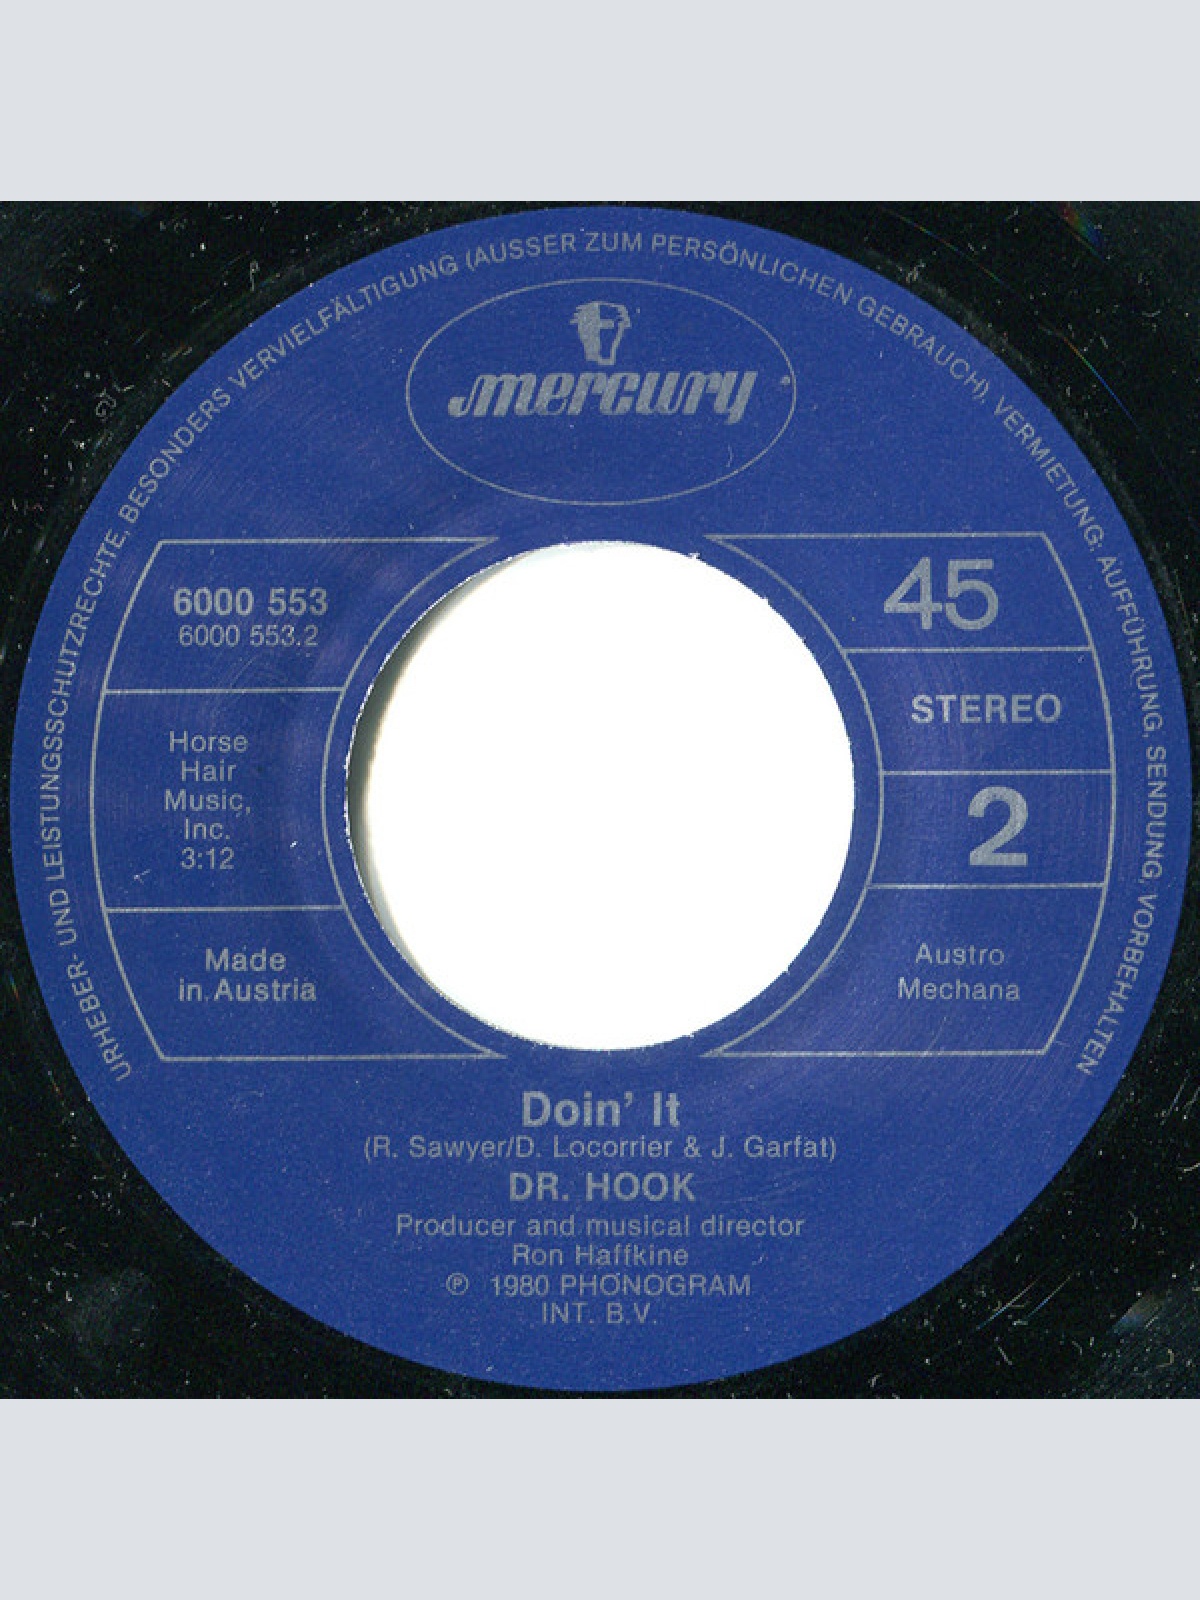 URHEBER- UND LEISTUNGSSCHUTZRECHTE, BESONDERS VERVIELFÄLTIGUNG (AUSSER ZUM PERSÖNLICHEN GEBRAUCH), VERMIETUNG; AUFFÜHRUNG, SENDUNG, VORBEHALTEN
mercury
6000 553
6000 553.2
Horse
Hair
Music,
Inc.
3:12
Made
in Austria
45
STEREO
2
Austro
Mechana
Doin' It
(R. Sawyer/D. Locorrier & J. Garfat)
DR. HOOK
Producer and musical director
Ron Haffkine
℗ 1980 PHONOGRAM
INT. B.V.